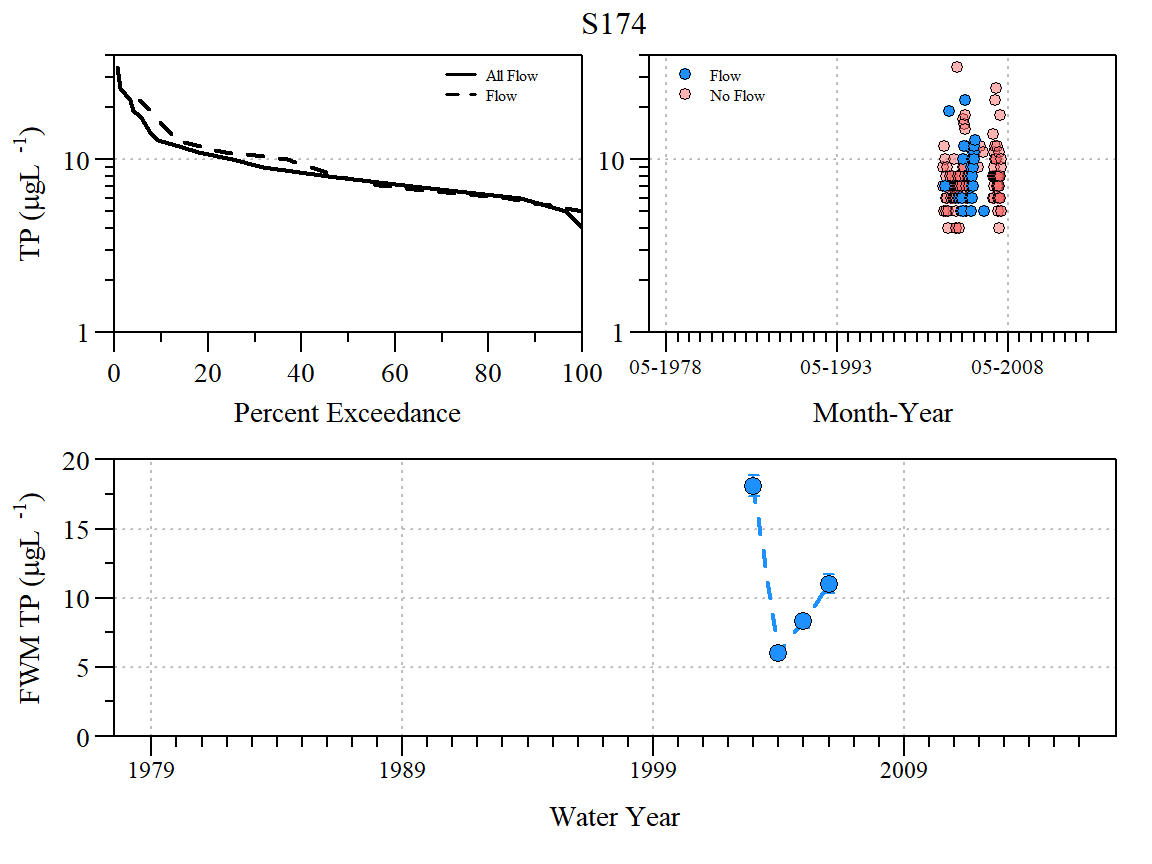 S174
TP (µgL -1)
10
1
All Flow
Flow
0 20 40 60 80 100
Percent Exceedance
10
1
Flow
No Flow
05-1978 05-1993 05-2008
Month-Year
FWM TP (µgL -1)
20
15
10
5
0
1979 1989 1999 2009
Water Year